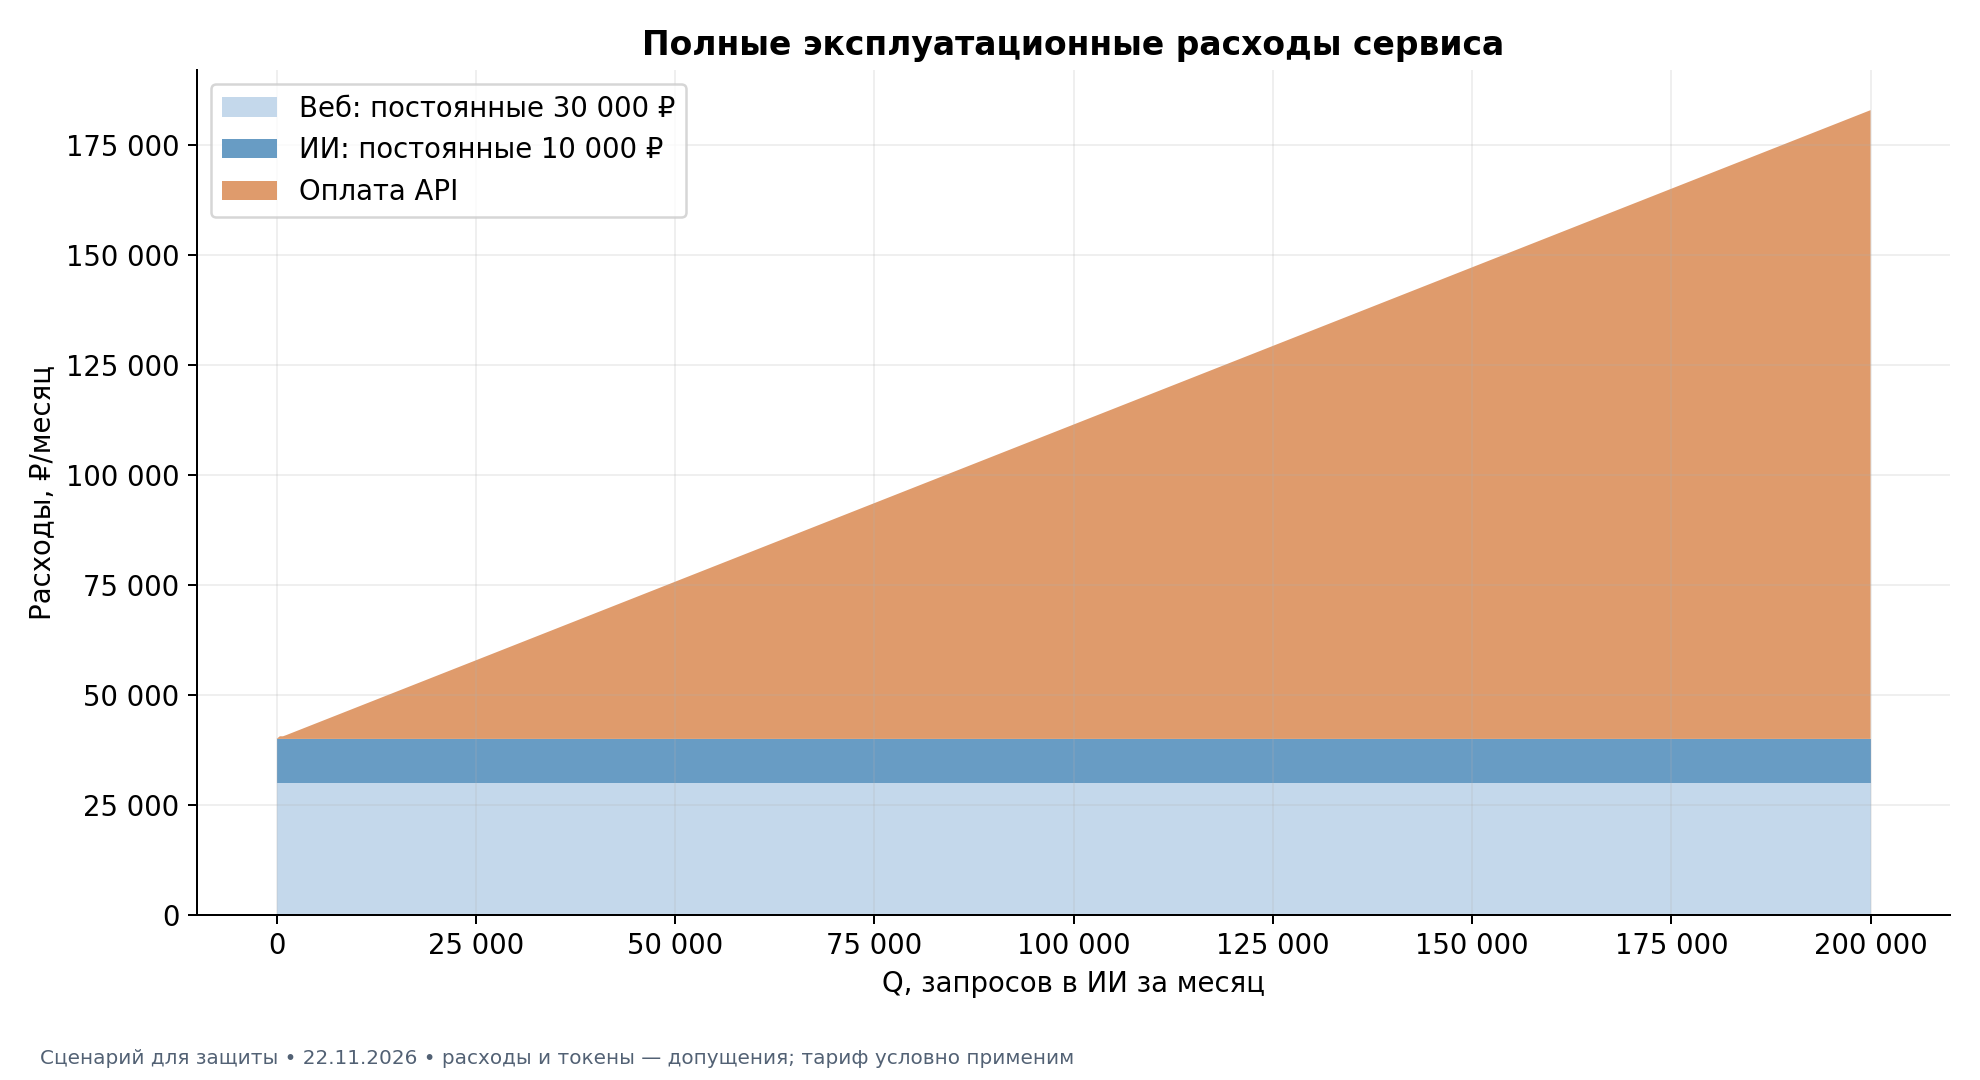 Полные эксплуатационные расходы сервиса
Веб: постоянные 30 000 ₽
ИИ: постоянные 10 000 ₽
Оплата API
Расходы, ₽/месяц
175 000
150 000
125 000
100 000
75 000
50 000
25 000
0
0 25 000 50 000 75 000 100 000 125 000 150 000 175 000 200 000
Q, запросов в ИИ за месяц
Сценарий для защиты • 22.11.2026 • расходы и токены — допущения; тариф условно применим